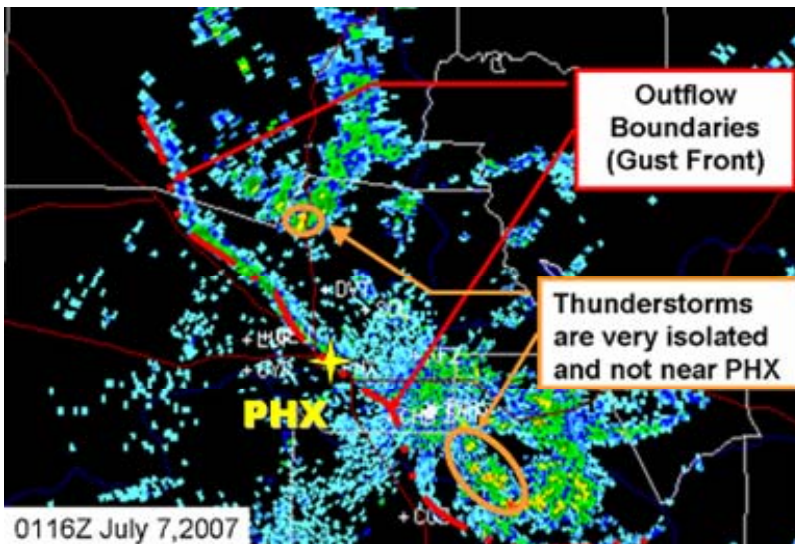 Outflow
Boundaries
(Gust Front)
Thunderstorms
are very isolated
and not near PHX
PHX
0116Z July 7,2007